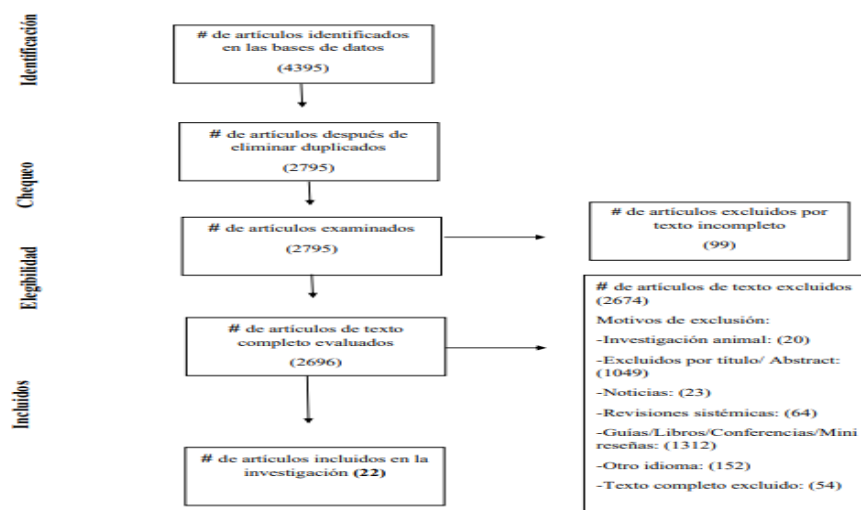 Identificación
# de artículos identificados
en las bases de datos
(4395)
Chequeo
# de artículos después de
eliminar duplicados
(2795)
# de artículos examinados
(2795)
# de artículos excluidos por
texto incompleto
(99)
Elegibilidad
# de artículos de texto
completo evaluados
(2696)
# de artículos de texto excluidos
(2674)
Motivos de exclusión:
-Investigación animal: (20)
-Excluidos por título/ Abstract:
(1049)
-Noticias: (23)
-Revisiones sistémicas: (64)
-Guías/Libros/Conferencias/Mini
reseñas: (1312)
-Otro idioma: (152)
-Texto completo excluido: (54)
Incluidos
# de artículos incluidos en la
investigación (22)